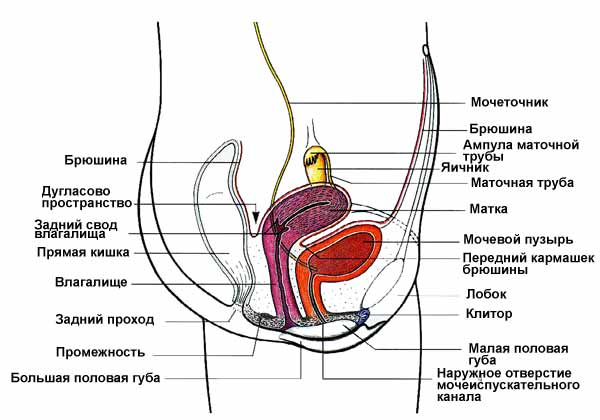 Брюшина
Дугласово
пространство
Задний свод
влагалища
Прямая кишка
Влагалище
Задний проход
Промежность
Большая половая губа
Мочеточник
Брюшина
Ампула маточной
трубы
Яичник
Маточная труба
Матка
Мочевой пузырь
Передний кармашек
брюшины
Лобок
Клитор
Малая половая
губа
Наружное отверстие
мочеиспускательного
канала